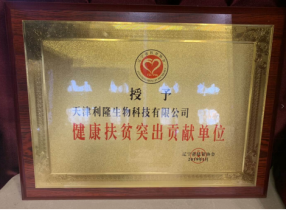 授予
天津利隆生物科技有限公司
健康扶贫突出贡献单位